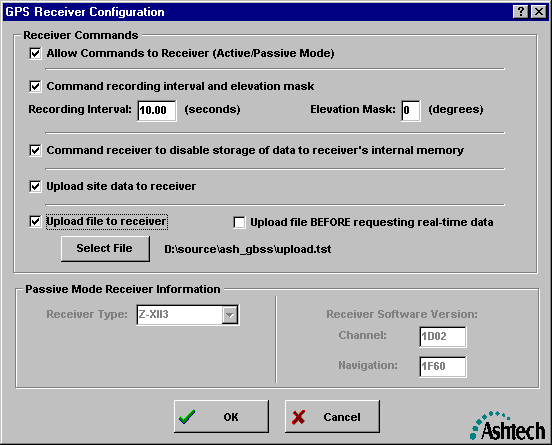 GPS Receiver Configuration
Receiver Commands
Allow Commands to Receiver (Active/Passive Mode)
Command recording interval and elevation mask
Recording Interval: 10.00 (seconds) Elevation Mask: 0 (degrees)
Command receiver to disable storage of data to receiver's internal memory
Upload site data to receiver
Upload file to receiver Upload file BEFORE requesting real-time data
Select File D:\source\ash_gbss\upload.tst
Passive Mode Receiver Information
Receiver Type: Z-XII3 Receiver Software Version:
Channel: 1D02
Navigation: 1F60
OK Cancel
Ashtech